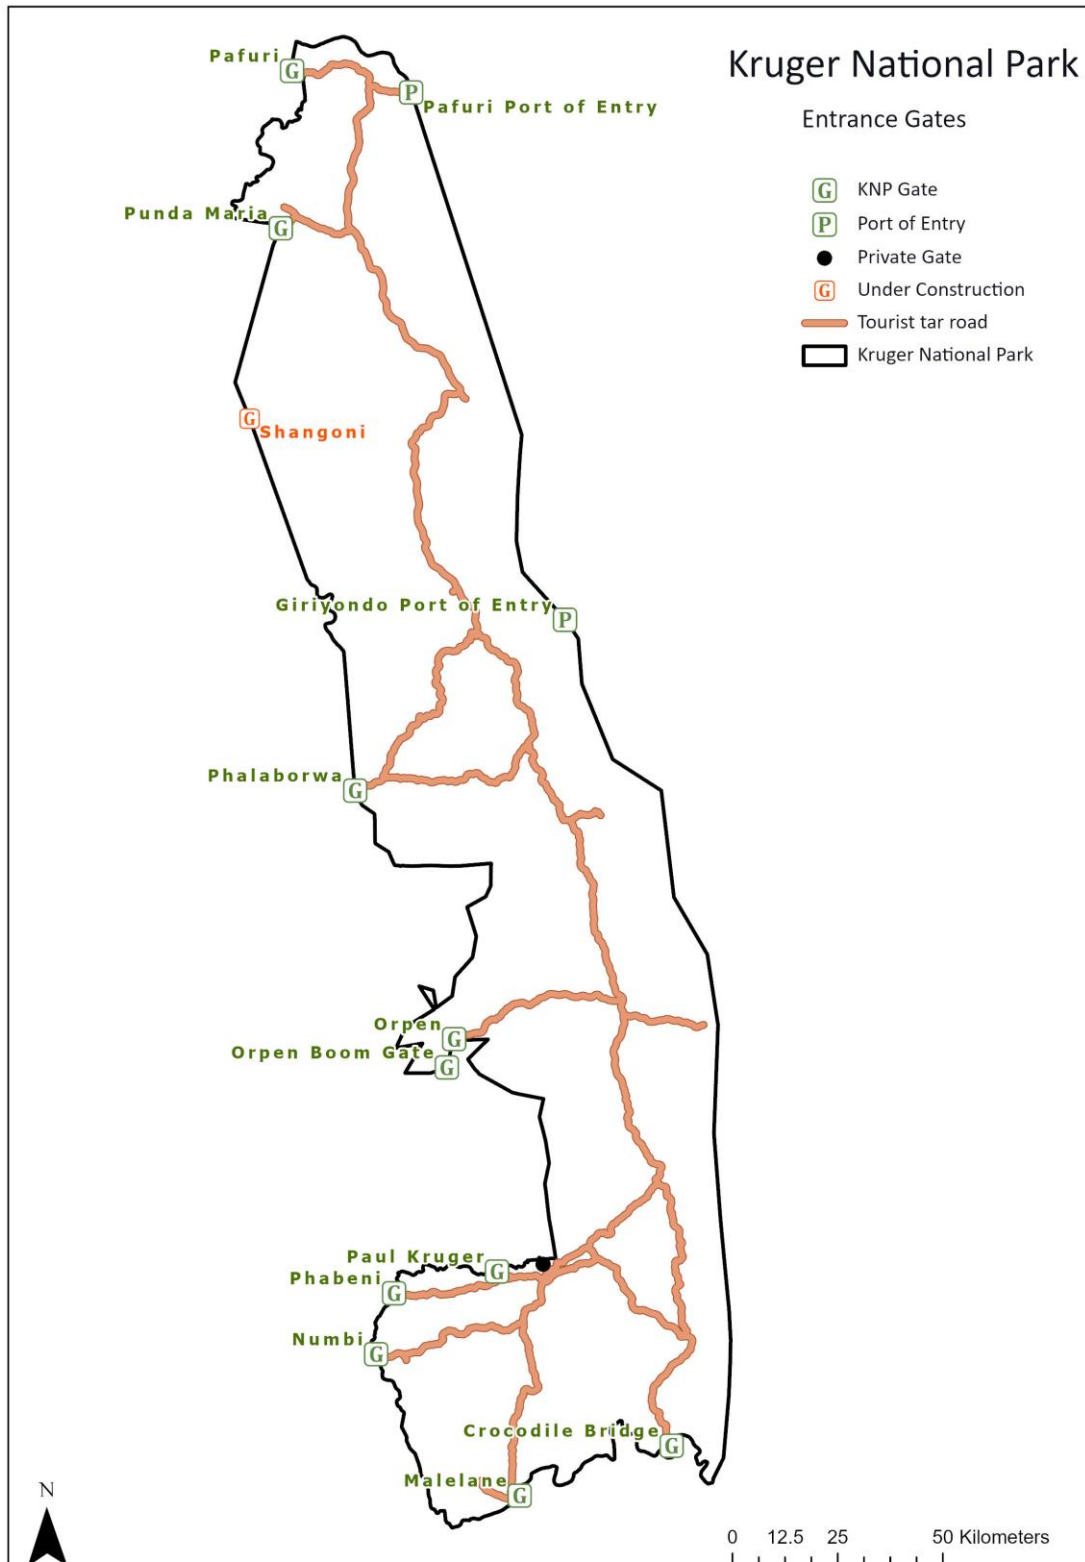 Kruger National Park
Entrance Gates
G KNP Gate
P Port of Entry
Private Gate
G Under Construction
Tourist tar road
Kruger National Park
Pafuri
G
P
Pafuri Port of Entry
Punda Maria
G
G
Shangoni
Giriyondo Port of Entry
P
Phalaborwa
G
Orpen
G
Orpen Boom Gate
G
Paul Kruger
G
Phabeni
G
Numbi
G
Crocodile Bridge
G
Malelane
G
N
0 12.5 25 50 Kilometers